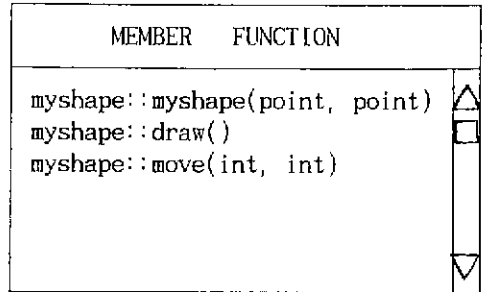 MEMBER FUNCTION
myshape::myshape(point, point)
myshape::draw()
myshape::move(int, int)